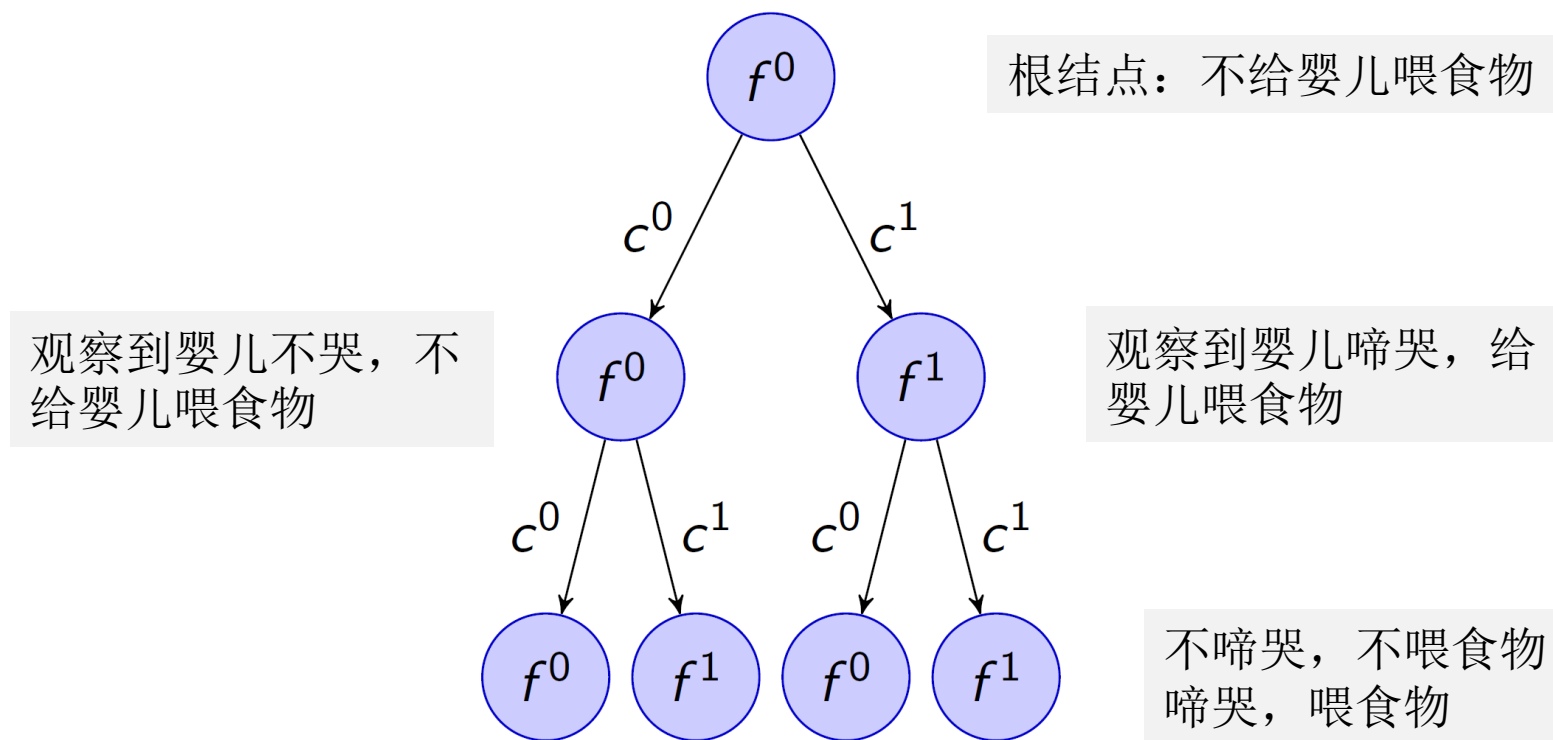 f⁰
根结点：不给婴儿喂食物
c⁰
c¹
观察到婴儿不哭，不
给婴儿喂食物
f⁰
f¹
观察到婴儿啼哭，给
婴儿喂食物
c⁰
c¹
c⁰
c¹
f⁰
f¹
f⁰
f¹
不啼哭，不喂食物
啼哭，喂食物